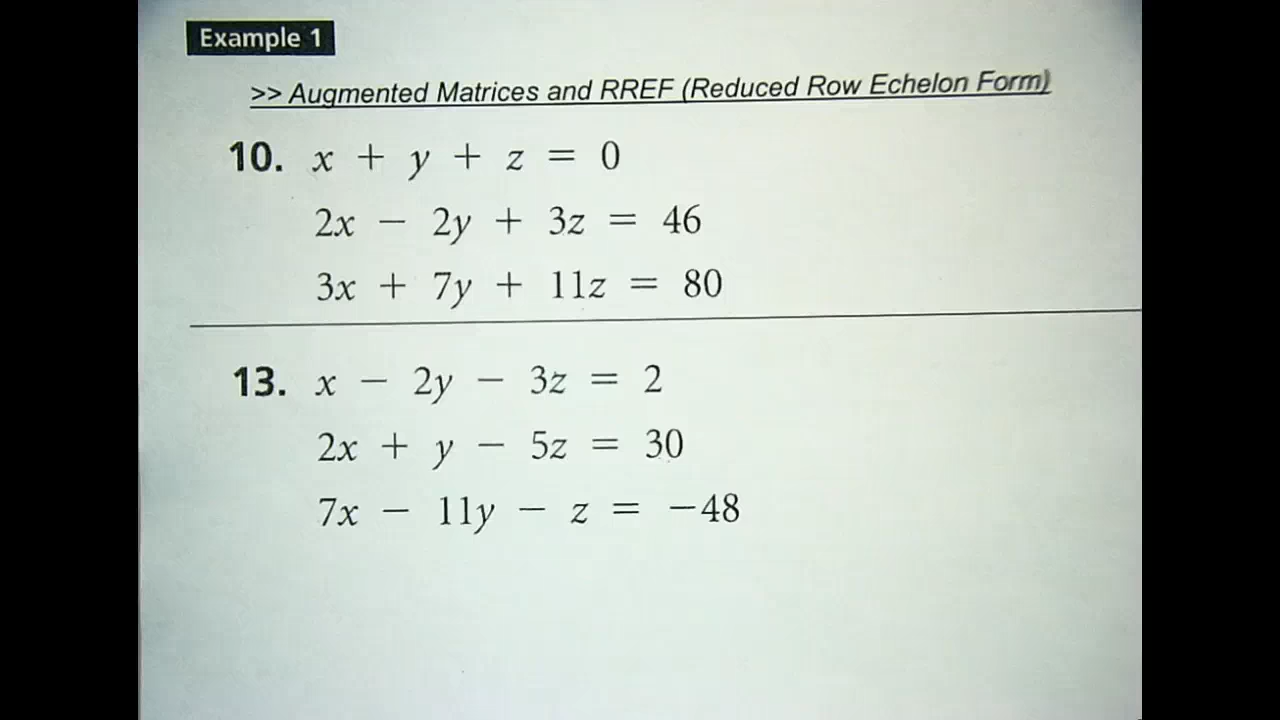 Example 1
>> Augmented Matrices and RREF (Reduced Row Echelon Form)
10. x + y + z = 0
2x − 2y + 3z = 46
3x + 7y + 11z = 80
13. x − 2y − 3z = 2
2x + y − 5z = 30
7x − 11y − z = −48